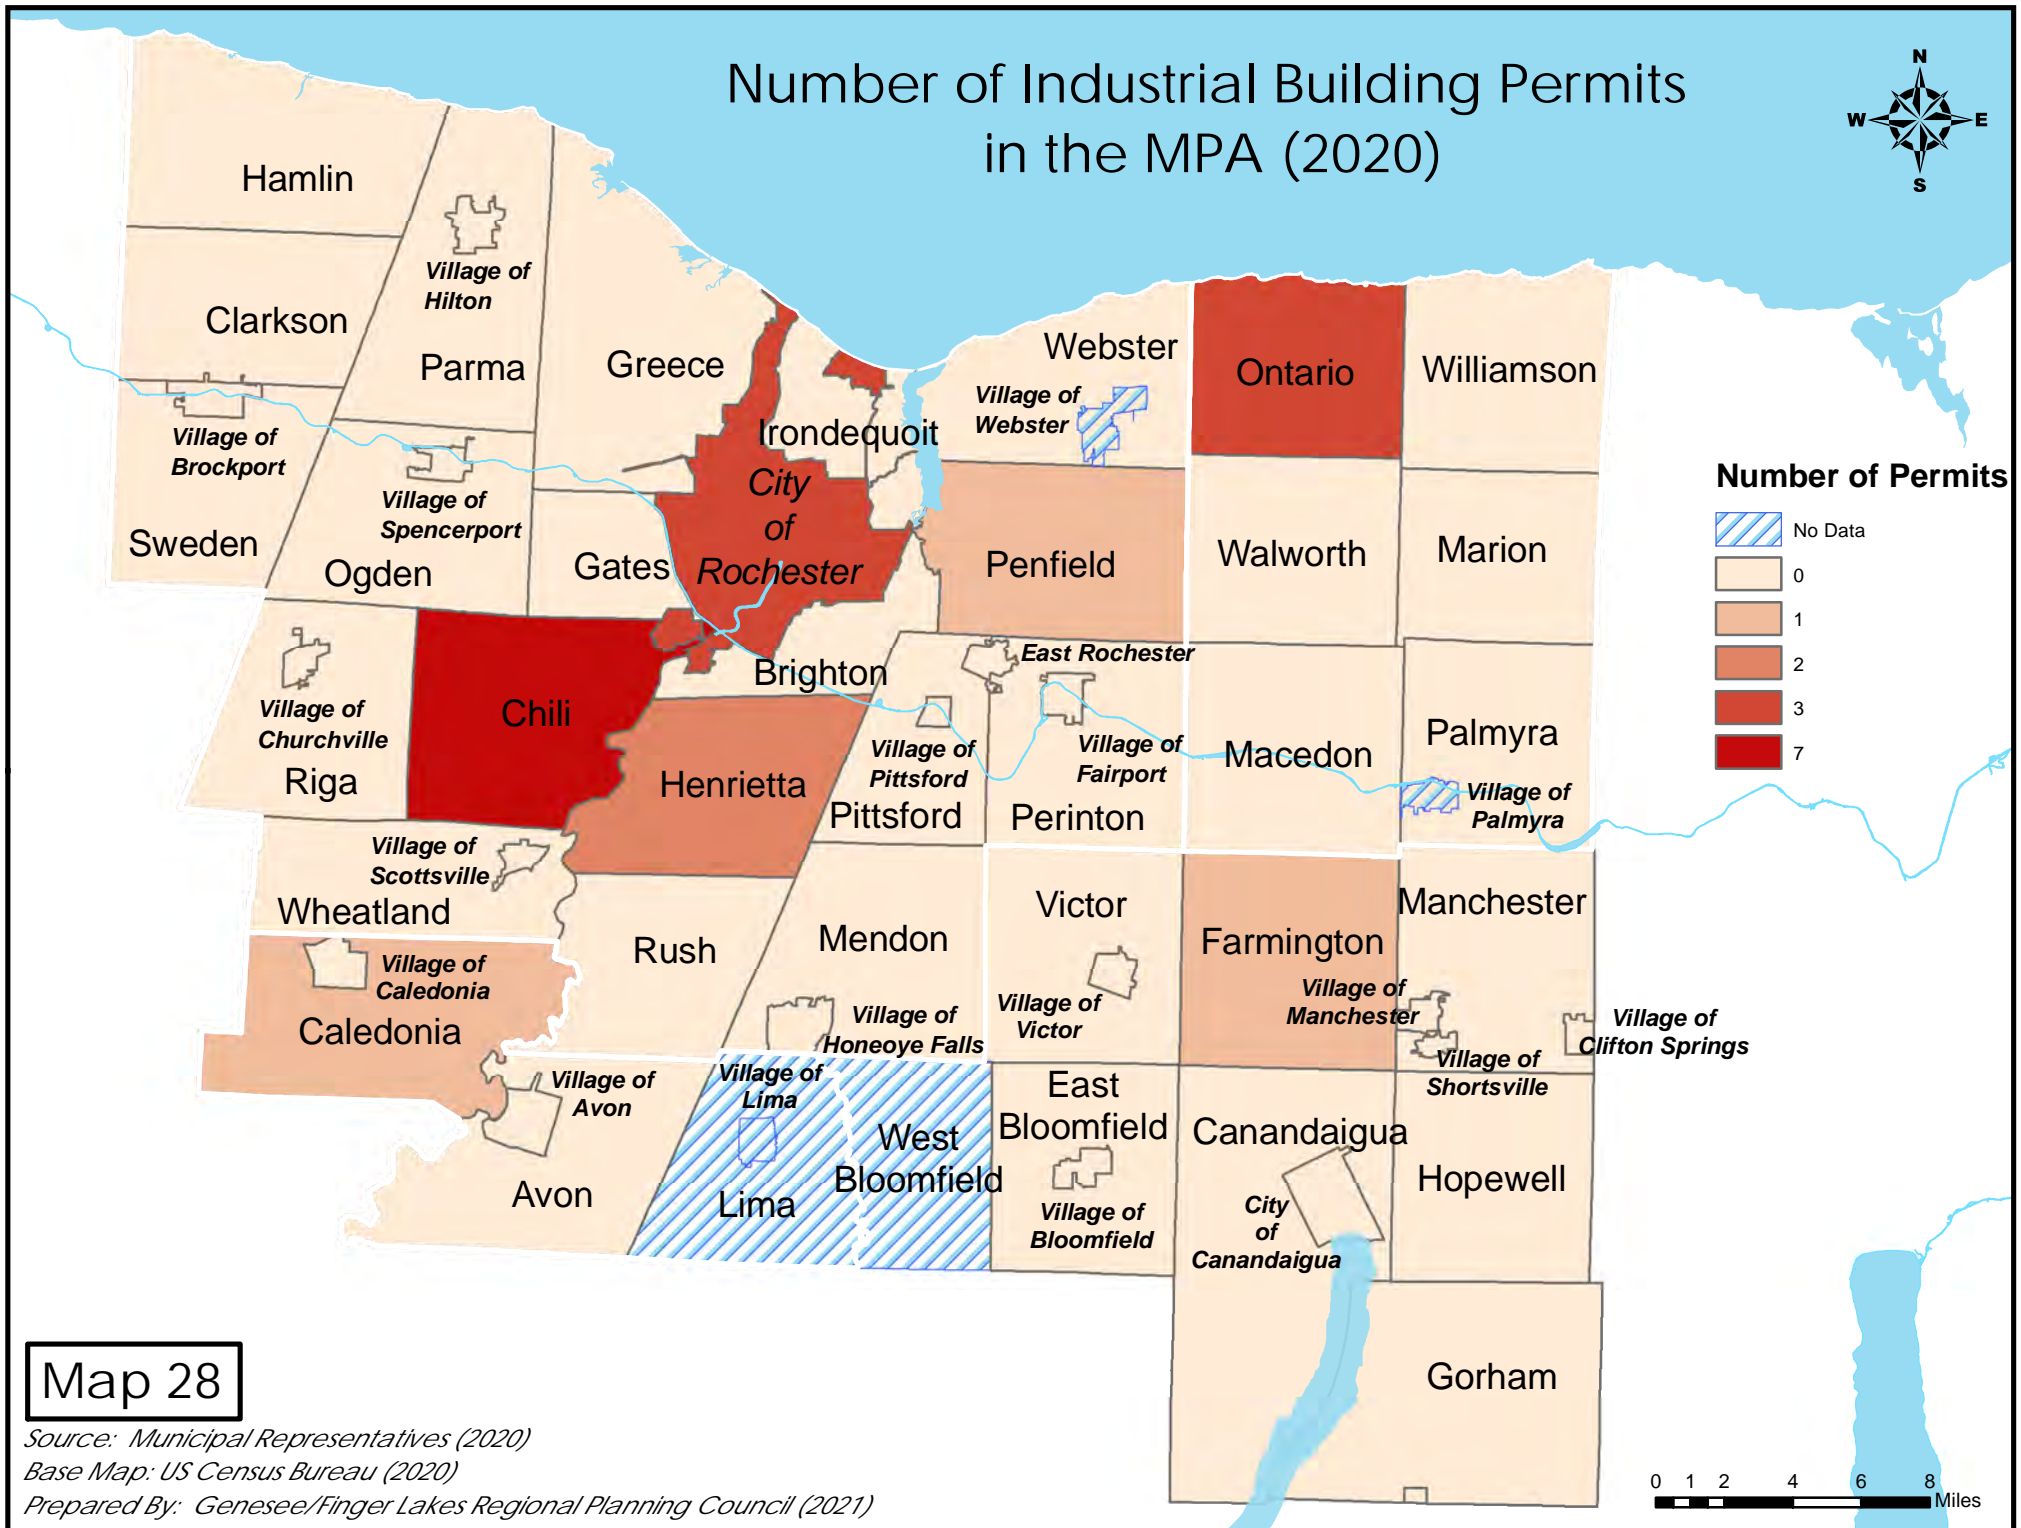 Number of Industrial Building Permits
in the MPA (2020)
N
W
E
S
Hamlin
Village of
Hilton
Clarkson
Parma
Greece
Webster
Village of
Webster
Ontario
Williamson
Irondequoit
Village of
Brockport
Village of
Spencerport
City
of
Rochester
Sweden
Ogden
Gates
Penfield
Walworth
Marion
Number of Permits
No Data
0
1
2
3
7
Brighton
East Rochester
Village of
Churchville
Riga
Chili
Henrietta
Village of
Pittsford
Pittsford
Village of
Fairport
Perinton
Macedon
Palmyra
Village of
Palmyra
Village of
Scottsville
Wheatland
Rush
Mendon
Victor
Farmington
Manchester
Village of
Caledonia
Caledonia
Village of
Honeoye Falls
Village of
Victor
Village of
Manchester
Village of
Shortsville
Village of
Clifton Springs
Village of
Avon
Avon
Village of
Lima
Lima
West
Bloomfield
East
Bloomfield
Village of
Bloomfield
Canandaigua
City
of
Canandaigua
Hopewell
Gorham
Map 28
Source: Municipal Representatives (2020)
Base Map: US Census Bureau (2020)
Prepared By: Genesee/Finger Lakes Regional Planning Council (2021)
0 1 2 4 6 8
Miles